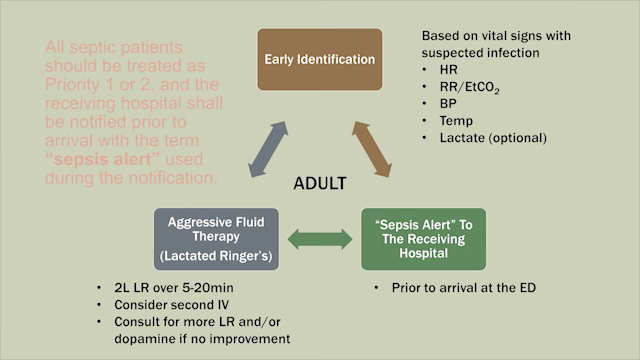 All septic patients
should be treated as
Priority 1 or 2, and the
receiving hospital shall
be notified prior to
arrival with the term
“sepsis alert” used
during the notification.
Early Identification
Based on vital signs with
suspected infection
• HR
• RR/EtCO₂
• BP
• Temp
• Lactate (optional)
ADULT
Aggressive Fluid
Therapy
(Lactated Ringer's)
“Sepsis Alert” To
The Receiving
Hospital
• 2L LR over 5-20min
• Consider second IV
• Consult for more LR and/or
dopamine if no improvement
• Prior to arrival at the ED